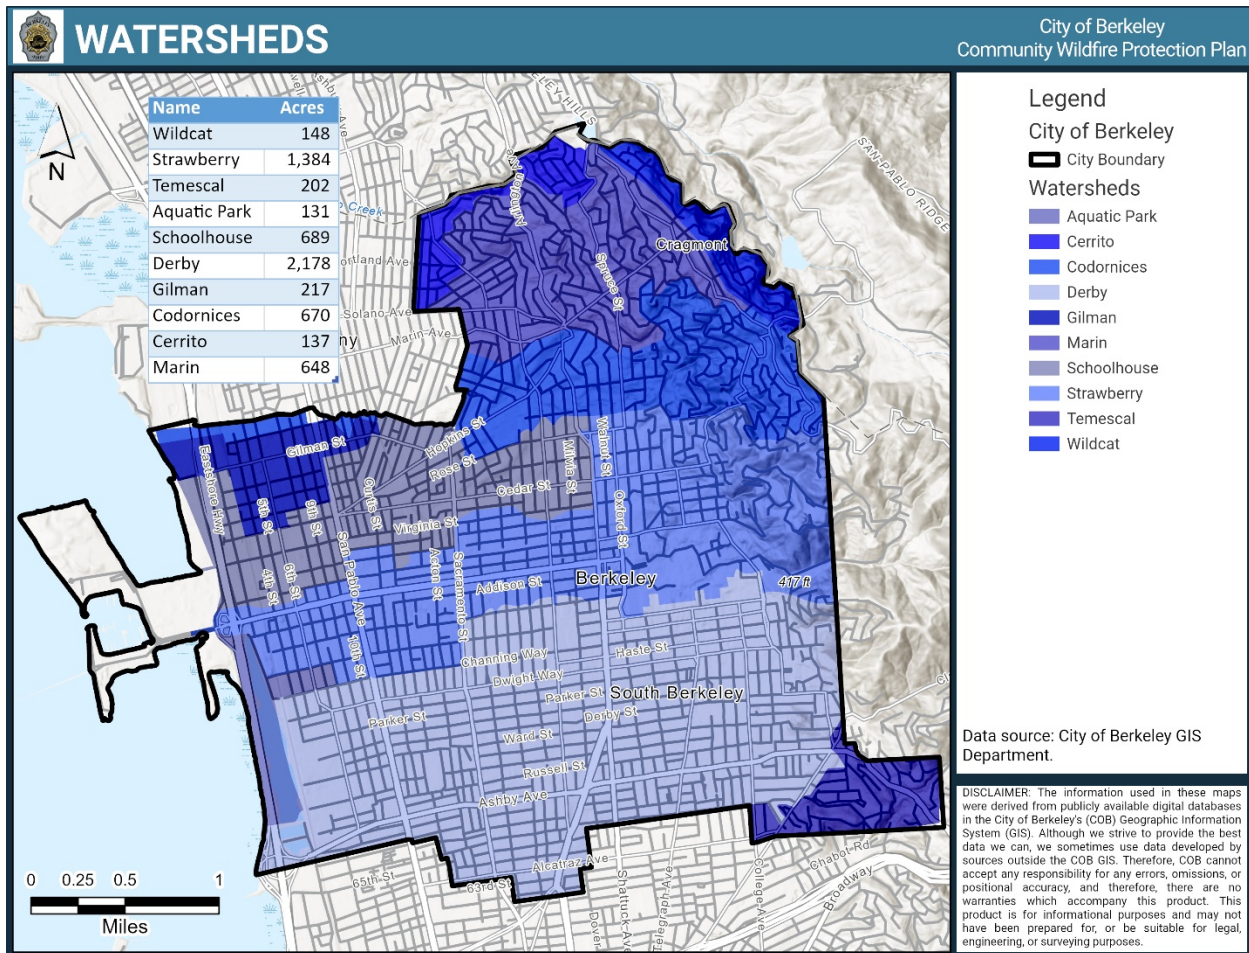 WATERSHEDS
City of Berkeley
Community Wildfire Protection Plan
Name Acres
Wildcat 148
Strawberry 1,384
Temescal 202
Aquatic Park 131
Schoolhouse 689
Derby 2,178
Gilman 217
Codornices 670
Cerrito 137
Marin 648
N
ELEY HILLS
SAN PABLO RIDGE
Creek
Arlington Ave
Cragmont
Spruce St
ortland Ave
Solano Ave
Marin Ave
ny
Hopkins St
Gilman St
Rose St
Eastshore Hwy
Curtis St
Cedar St
Milvia St
Walnut St
Oxford St
5th St
9th St
Virginia St
4th St
6th St
San Pablo Ave
Acton St
Sacramento St
Addison St
Berkeley
417 ft
10th St
Channing Way
Haste St
Dwight Way
Parker St
South Berkeley
Parker St
Derby St
Ward St
Russell St
Ashby Ave
Alcatraz Ave
65th St
63rd St
Chabot Rd
Broadway
College Ave
Telegraph Ave
Shattuck Ave
Dover
0 0.25 0.5 1
Miles
Legend
City of Berkeley
City Boundary
Watersheds
Aquatic Park
Cerrito
Codornices
Derby
Gilman
Marin
Schoolhouse
Strawberry
Temescal
Wildcat
Data source: City of Berkeley GIS
Department.
DISCLAIMER: The information used in these maps
were derived from publicly available digital databases
in the City of Berkeley's (COB) Geographic Information
System (GIS). Although we strive to provide the best
data we can, we sometimes use data developed by
sources outside the COB GIS. Therefore, COB cannot
accept any responsibility for any errors, omissions, or
positional accuracy, and therefore, there are no
warranties which accompany this product. This
product is for informational purposes and may not
have been prepared for, or be suitable for legal,
engineering, or surveying purposes.